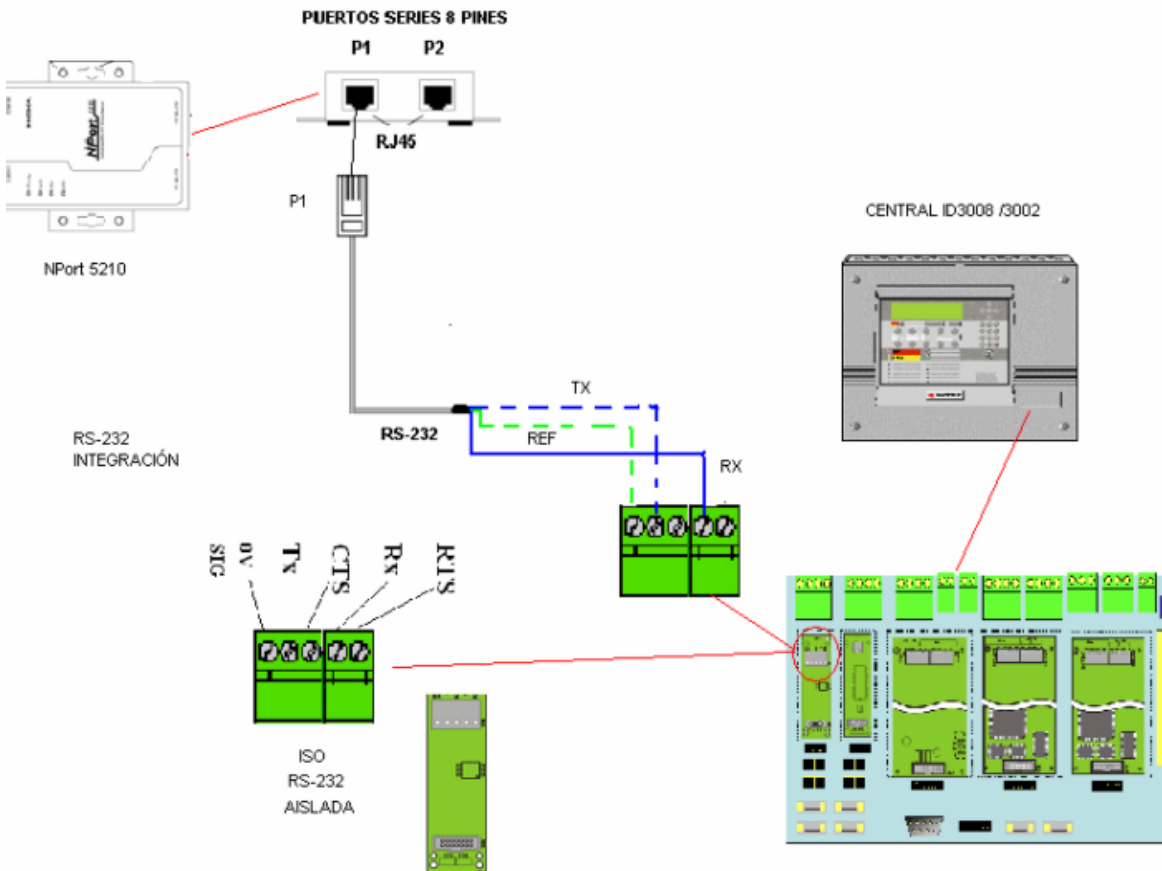 PUERTOS SERIES 8 PINES
P1 P2
RJ45
NPort
P1
NPort 5210
CENTRAL ID3008 /3002
TX
RS-232
REF
RX
RS-232
INTEGRACIÓN
SIG
0V
Tx
CTS
Rx
RTS
ISO
RS-232
AISLADA